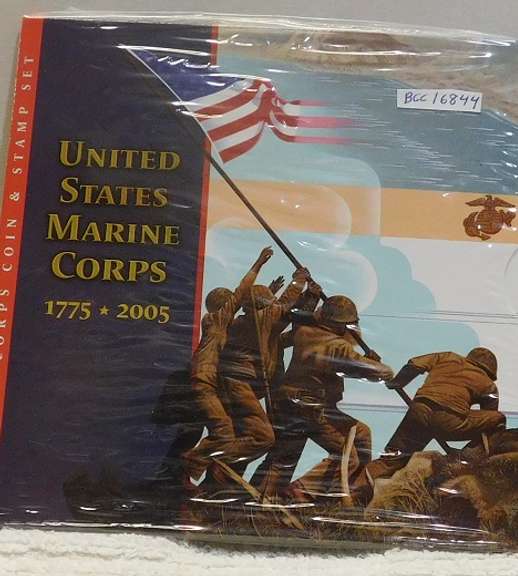 CORPS COIN & STAMP SET
UNITED
STATES
MARINE
CORPS
1775 ★ 2005
BCC 16844